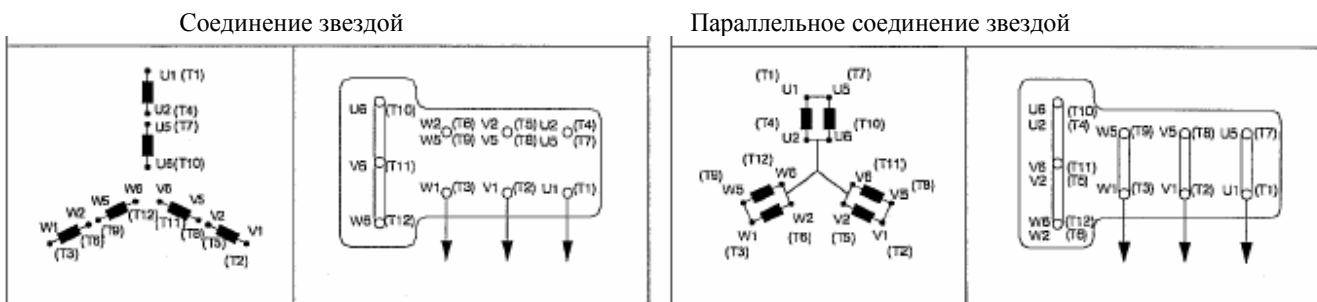 Соединение звездой
U1 (T1)
U2 (T4)
U5 (T7)
U6 (T10)
W1 W2 W5 W6 V6 V5 V2 V1
(T3) (T6) (T9) (T12) (T11) (T8) (T5) (T2)
U6 (T10)
V6 (T11)
W6 (T12)
W2 (T6) V2 (T5) U2 (T4)
W5 (T9) V5 (T8) U5 (T7)
W1 (T3) V1 (T2) U1 (T1)
Параллельное соединение звездой
(T1) (T7)
U1 U5
(T4) (T10)
U2 U6
(T12) (T11)
(T9) W5 W6 V6 V5 (T8)
W1 W2 V2 V1
(T3) (T6) (T5) (T2)
U6 (T10)
U2 (T4)
V6 (T11)
V2 (T5)
W6 (T12)
W2 (T6)
W5 (T9) V5 (T8) U5 (T7)
W1 (T3) V1 (T2) U1 (T1)